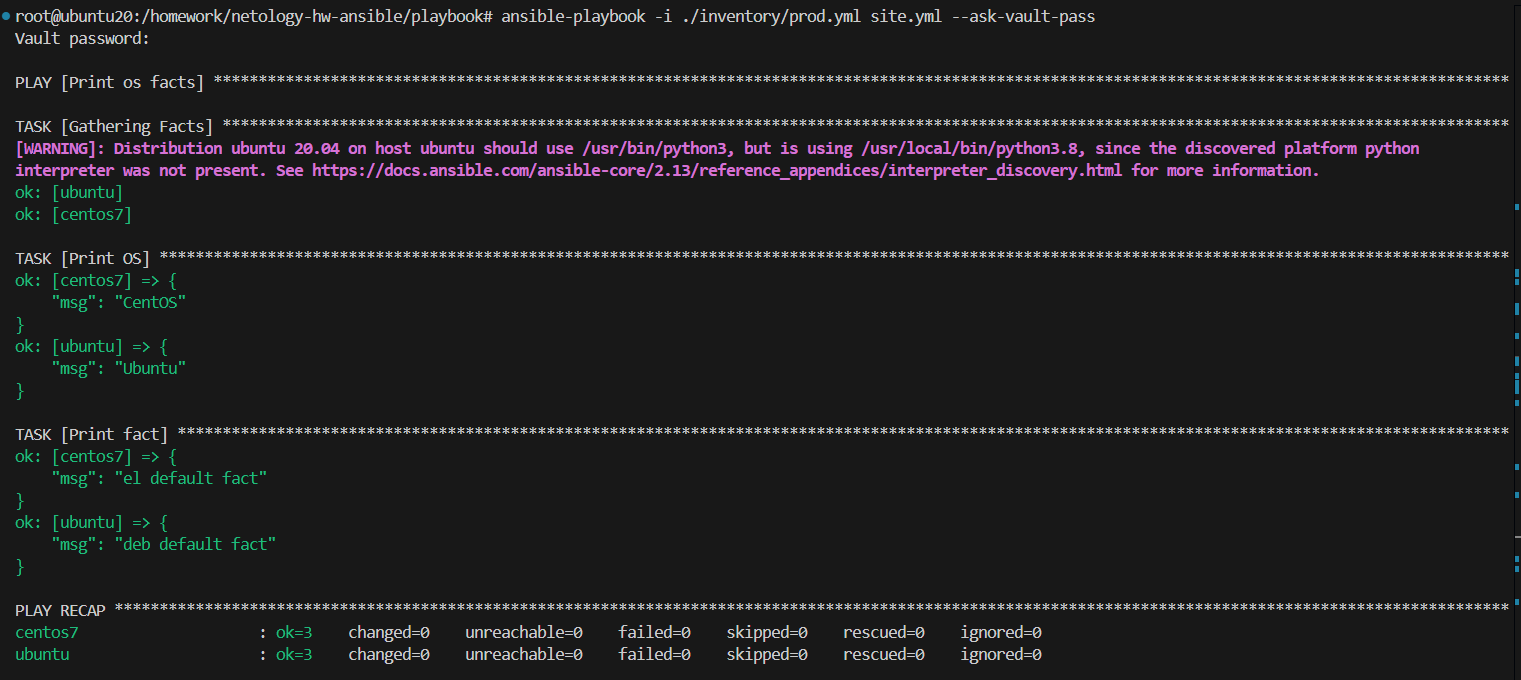 root@ubuntu20:/homework/netology-hw-ansible/playbook# ansible-playbook -i ./inventory/prod.yml site.yml --ask-vault-pass
Vault password:

PLAY [Print os facts] ************************************************************************************************************************************************

TASK [Gathering Facts] ***********************************************************************************************************************************************
[WARNING]: Distribution ubuntu 20.04 on host ubuntu should use /usr/bin/python3, but is using /usr/local/bin/python3.8, since the discovered platform python
interpreter was not present. See https://docs.ansible.com/ansible-core/2.13/reference_appendices/interpreter_discovery.html for more information.
ok: [ubuntu]
ok: [centos7]

TASK [Print OS] ******************************************************************************************************************************************************
ok: [centos7] => {
    "msg": "CentOS"
}
ok: [ubuntu] => {
    "msg": "Ubuntu"
}

TASK [Print fact] ****************************************************************************************************************************************************
ok: [centos7] => {
    "msg": "el default fact"
}
ok: [ubuntu] => {
    "msg": "deb default fact"
}

PLAY RECAP ***********************************************************************************************************************************************************
centos7                    : ok=3    changed=0    unreachable=0    failed=0    skipped=0    rescued=0    ignored=0
ubuntu                     : ok=3    changed=0    unreachable=0    failed=0    skipped=0    rescued=0    ignored=0